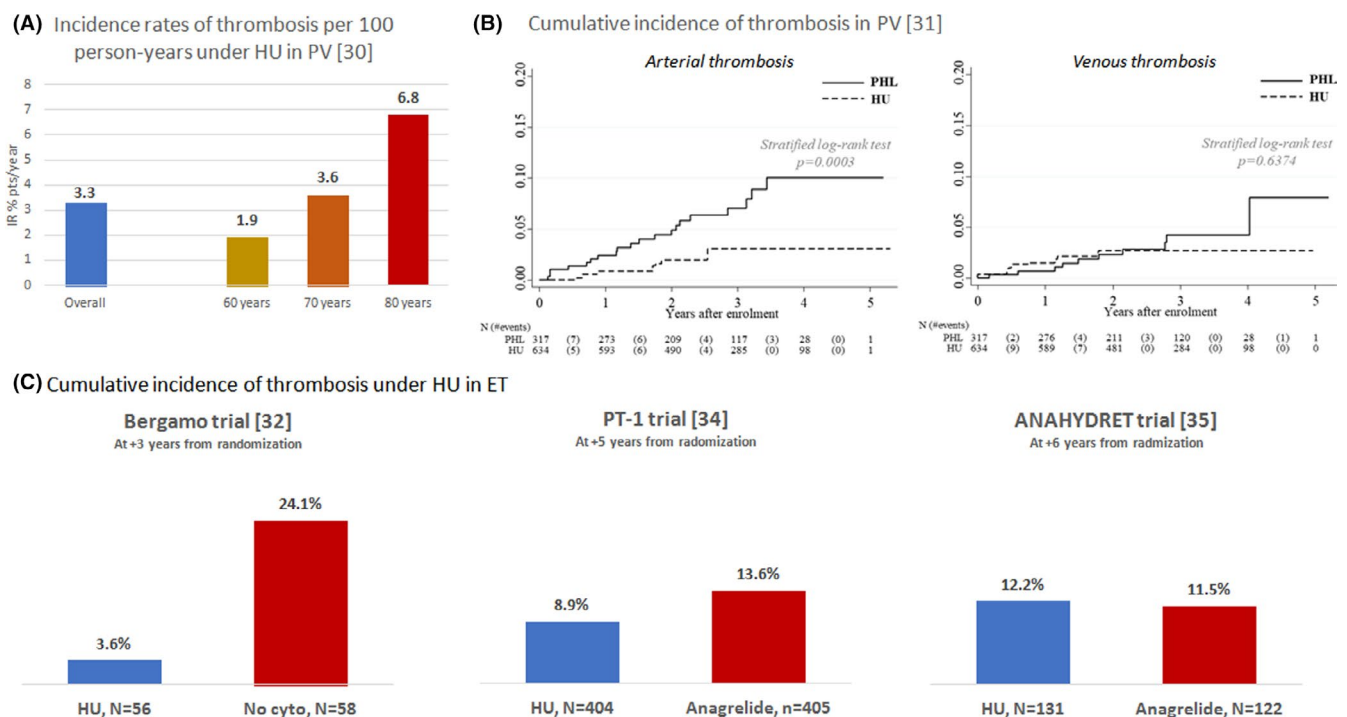 (A) Incidence rates of thrombosis per 100
person-years under HU in PV [30]
IR % pts/year
8
7
6
5
4
3
2
1
0
3.3
1.9
3.6
6.8
Overall
60 years
70 years
80 years
(B) Cumulative incidence of thrombosis in PV [31]
Arterial thrombosis
PHL
HU
Stratified log-rank test
p=0.0003
0.20
0.15
0.10
0.05
0.00
0 1 2 3 4 5
Years after enrolment
N (#events)
PHL 317 (7) 273 (6) 209 (4) 117 (3) 28 (0) 1
HU 634 (5) 593 (6) 490 (4) 285 (0) 98 (0) 1
Venous thrombosis
PHL
HU
Stratified log-rank test
p=0.6374
0.20
0.15
0.10
0.05
0.00
0 1 2 3 4 5
Years after enrolment
N (#events)
PHL 317 (2) 276 (4) 211 (3) 120 (0) 28 (1) 1
HU 634 (9) 589 (7) 481 (0) 284 (0) 98 (0) 0
(C) Cumulative incidence of thrombosis under HU in ET
Bergamo trial [32]
At +3 years from randomization
3.6%
24.1%
HU, N=56
No cyto, N=58
PT-1 trial [34]
At +5 years from radomization
8.9%
13.6%
HU, N=404
Anagrelide, n=405
ANAHYDRET trial [35]
At +6 years from radmization
12.2%
11.5%
HU, N=131
Anagrelide, N=122